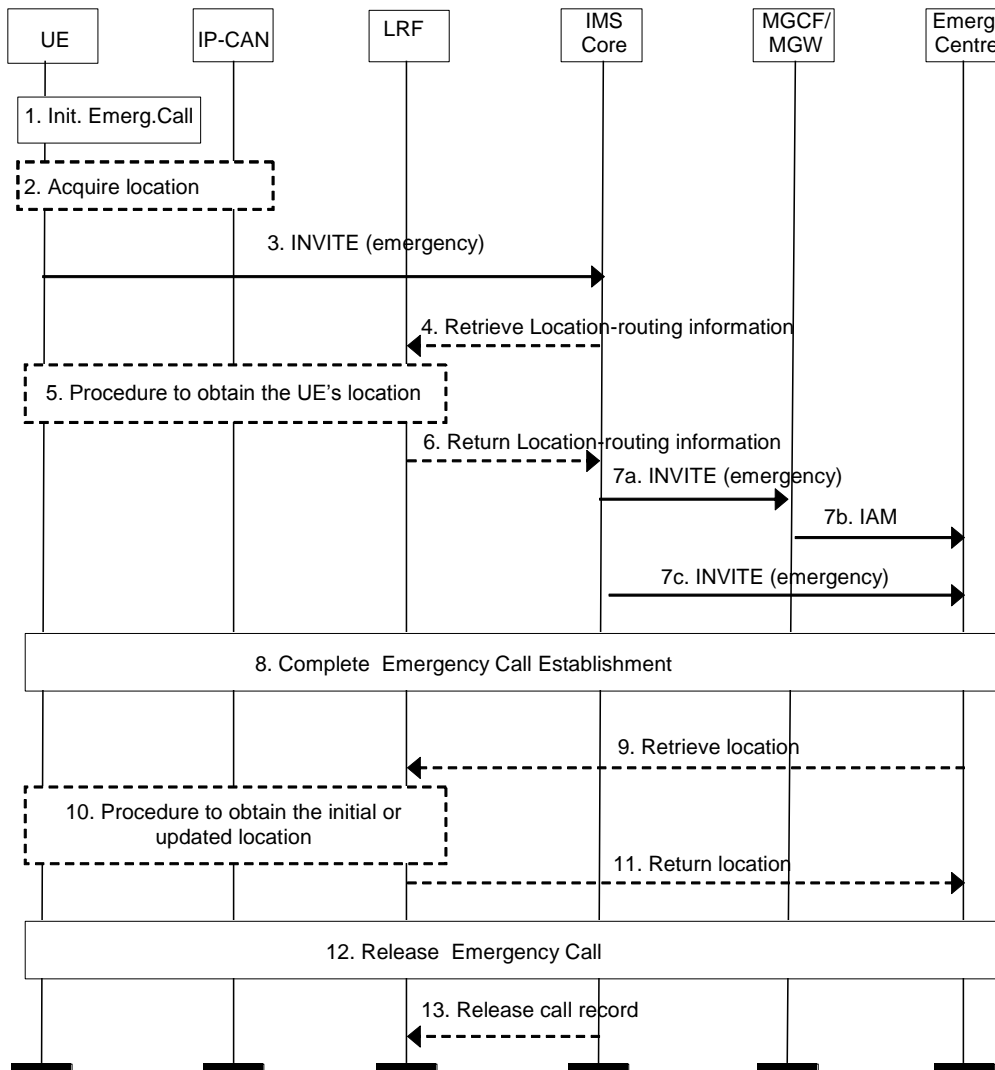 UE
IP-CAN
LRF
IMS
Core
MGCF/
MGW
Emerg
Centre
1. Init. Emerg.Call
2. Acquire location
3. INVITE (emergency)
4. Retrieve Location-routing information
5. Procedure to obtain the UE’s location
6. Return Location-routing information
7a. INVITE (emergency)
7b. IAM
7c. INVITE (emergency)
8. Complete Emergency Call Establishment
9. Retrieve location
10. Procedure to obtain the initial or
updated location
11. Return location
12. Release Emergency Call
13. Release call record